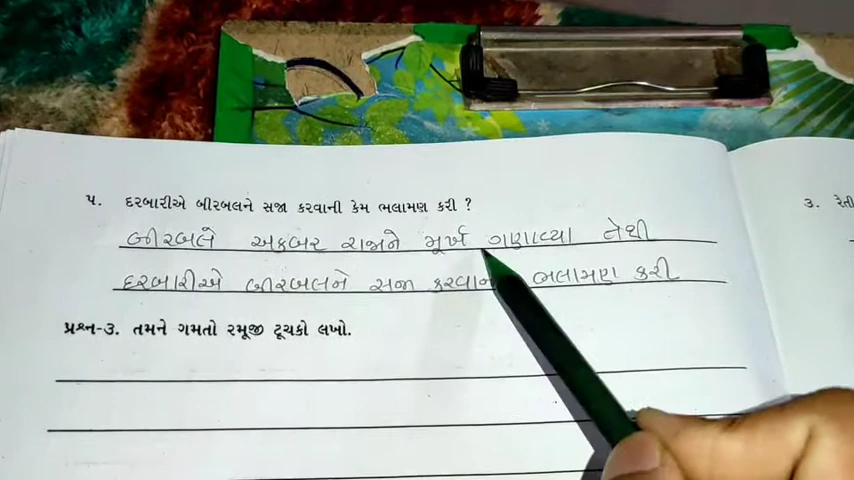 ૫. દરબારીએ બીરબલને સજા કરવાની કેમ ભલામણ કરી ?
બીરબલે અકબર રાજાને મૂર્ખ ગણાવ્યા તેથી
દરબારીએ બીરબલને સજા કરવાની ભલામણ કરી
પ્રશ્ન-૩. તમને ગમતો રમૂજી ટૂચકો લખો.
૩. રેતી